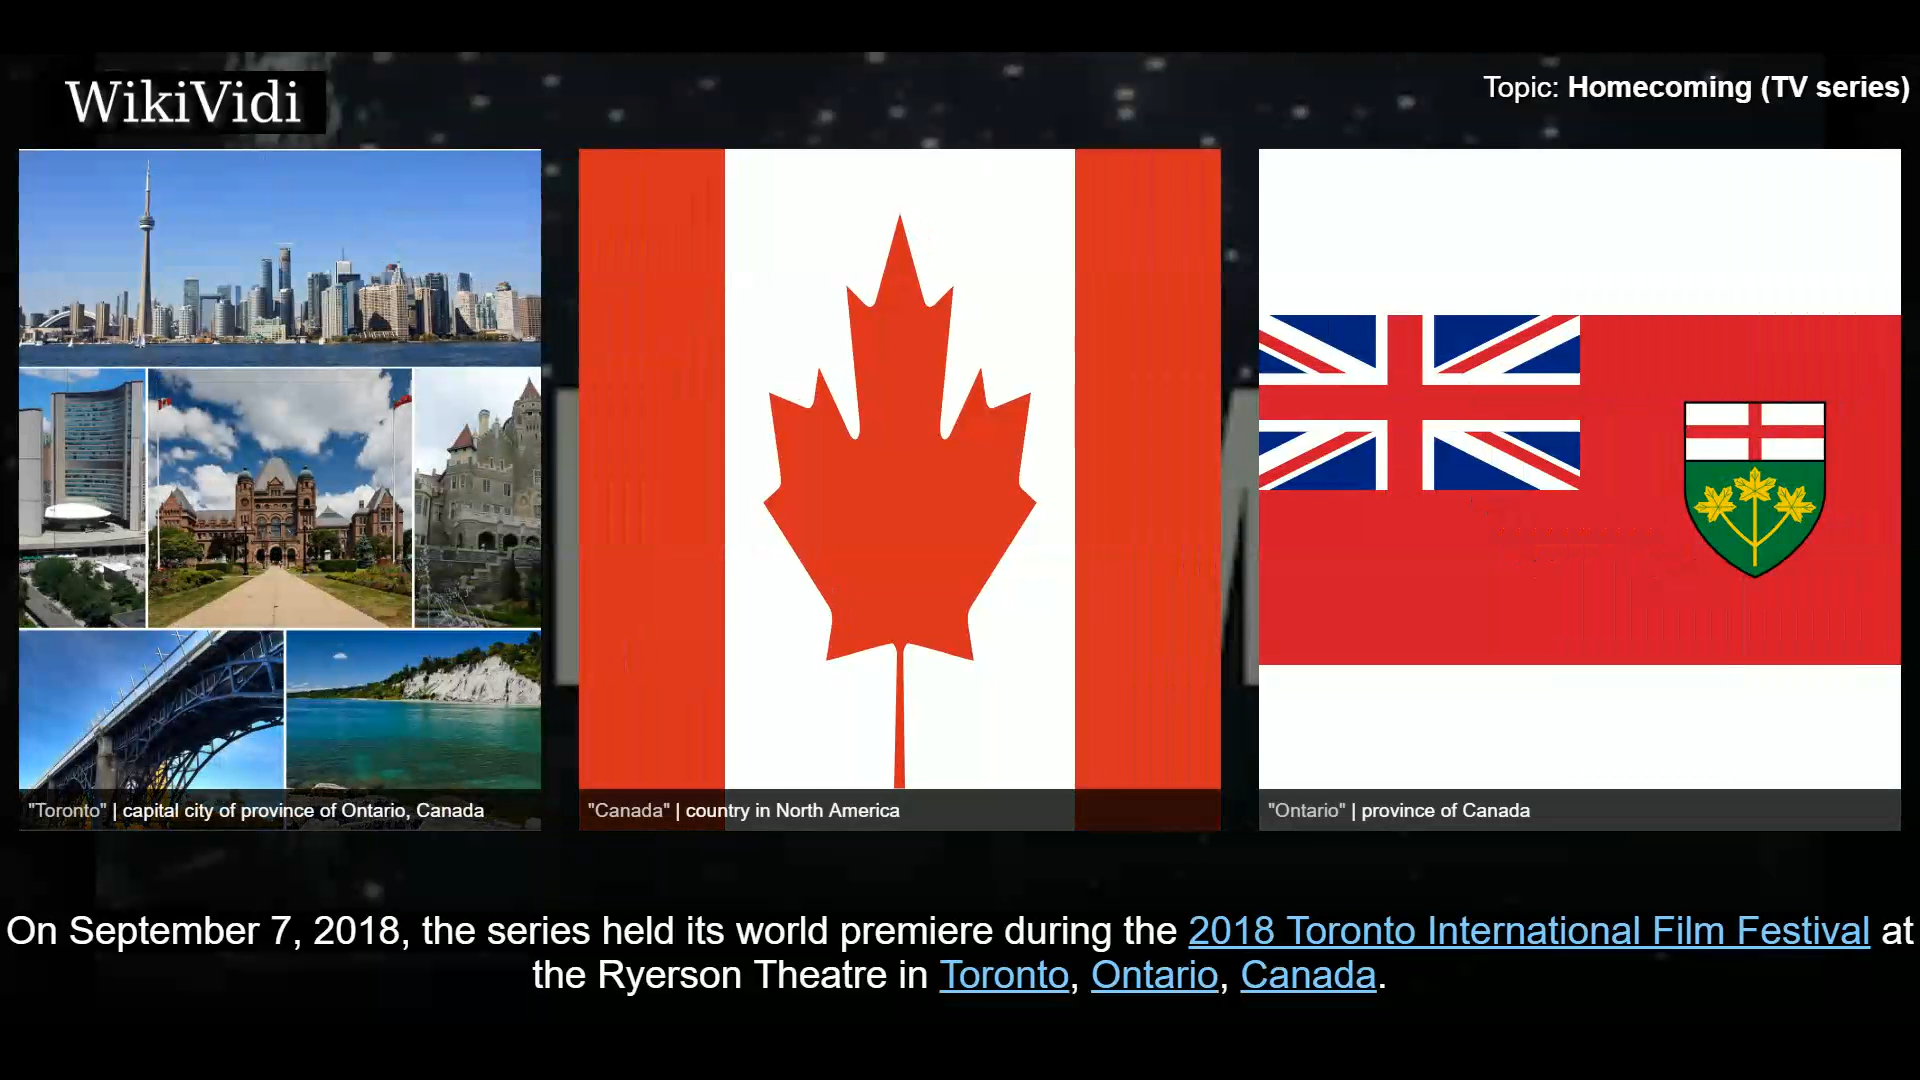 WikiVidi
Topic: Homecoming (TV series)
"Toronto" | capital city of province of Ontario, Canada
"Canada" | country in North America
"Ontario" | province of Canada
On September 7, 2018, the series held its world premiere during the 2018 Toronto International Film Festival at
the Ryerson Theatre in Toronto, Ontario, Canada.